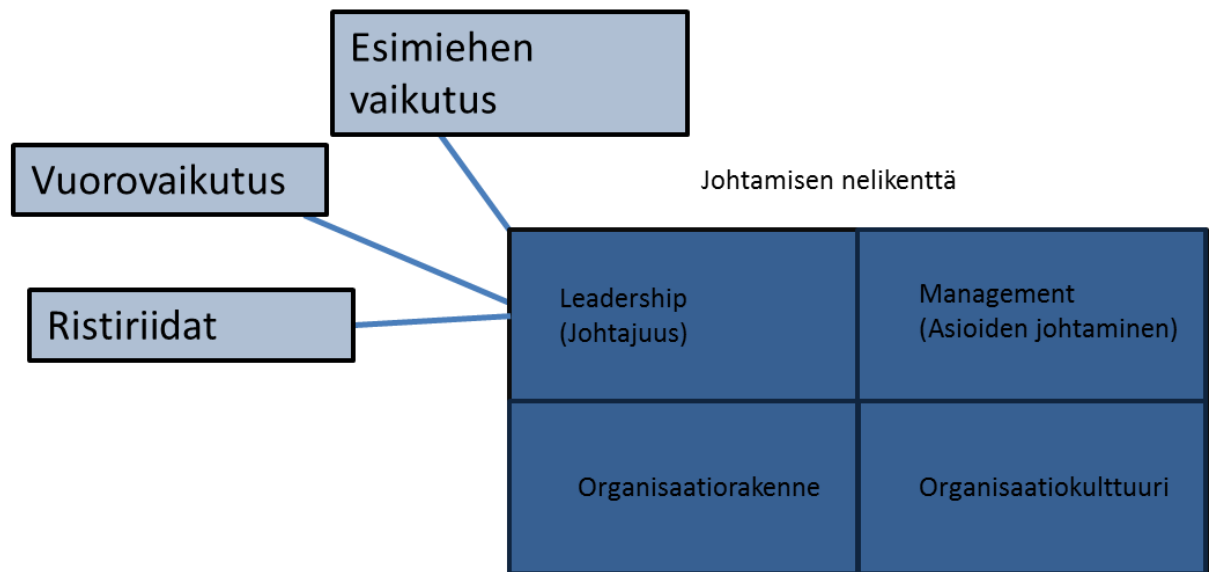 Esimiehen
vaikutus
Vuorovaikutus
Johtamisen nelikenttä
Ristiriidat
Leadership
(Johtajuus)
Management
(Asioiden johtaminen)
Organisaatiorakenne
Organisaatiokulttuuri